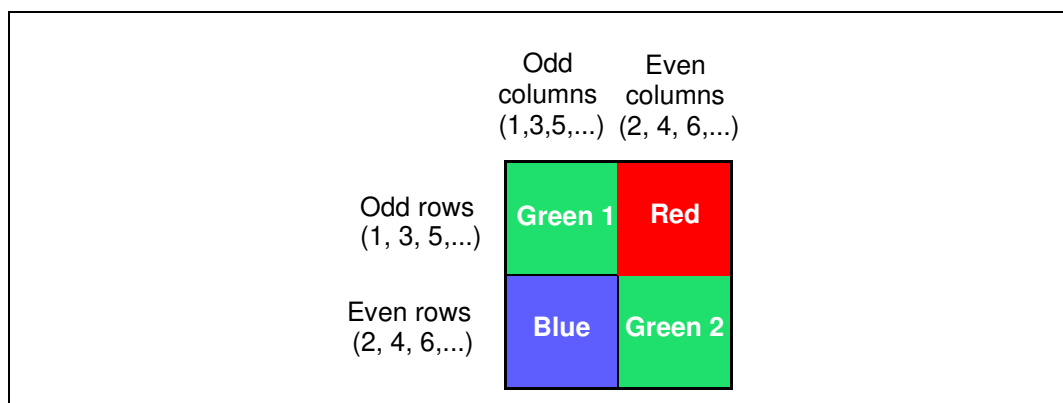 Odd Even
columns columns
(1,3,5,...) (2, 4, 6,...)
Odd rows
(1, 3, 5,...)
Green 1 Red
Even rows
(2, 4, 6,...)
Blue Green 2